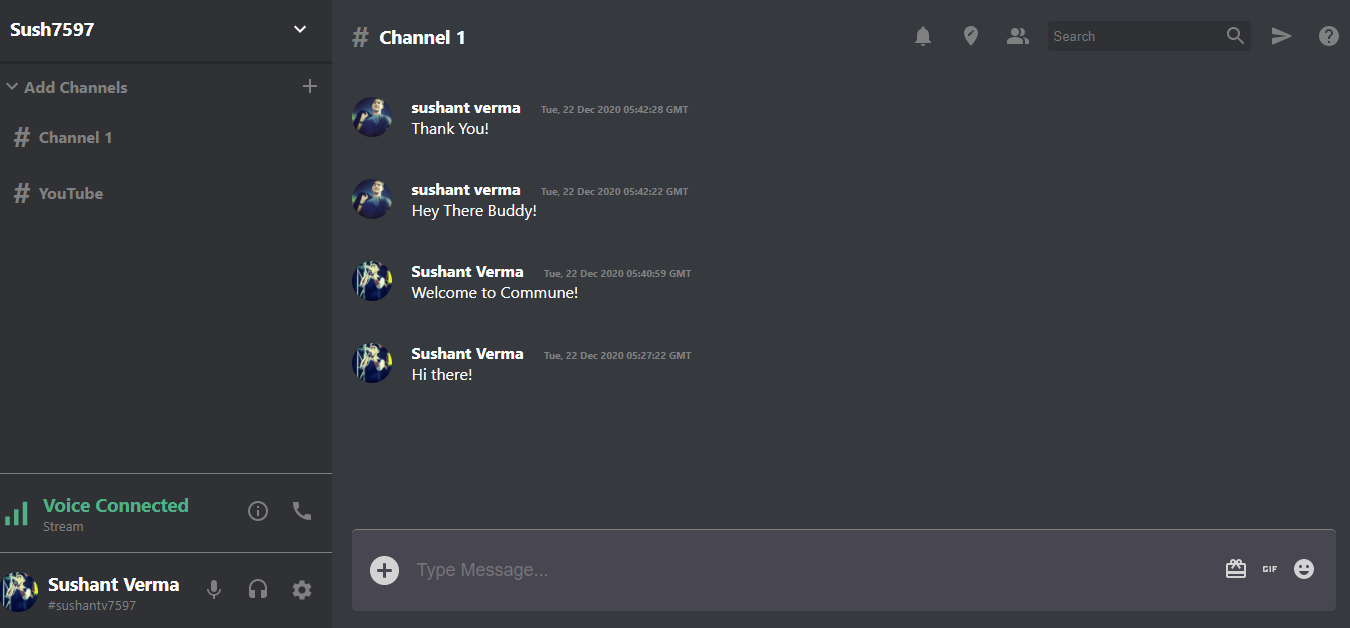 Sush7597
Add Channels
# Channel 1
# YouTube
Voice Connected
Stream
Sushant Verma
#sushantv7597
# Channel 1
Search
sushant verma Tue, 22 Dec 2020 05:42:28 GMT
Thank You!
sushant verma Tue, 22 Dec 2020 05:42:22 GMT
Hey There Buddy!
Sushant Verma Tue, 22 Dec 2020 05:40:59 GMT
Welcome to Commune!
Sushant Verma Tue, 22 Dec 2020 05:27:22 GMT
Hi there!
Type Message...
GIF